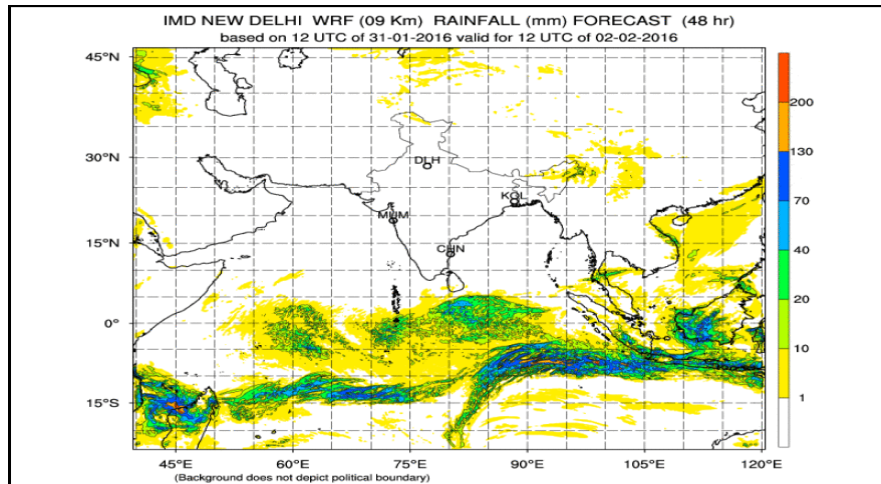 IMD NEW DELHI WRF (09 Km) RAINFALL (mm) FORECAST (48 hr)
based on 12 UTC of 31-01-2016 valid for 12 UTC of 02-02-2016
45°N
30°N
15°N
0°
15°S
DLH
KOL
MUM
CHN
200
130
70
40
20
10
1
45°E
60°E
75°E
90°E
105°E
120°E
(Background does not depict political boundary)